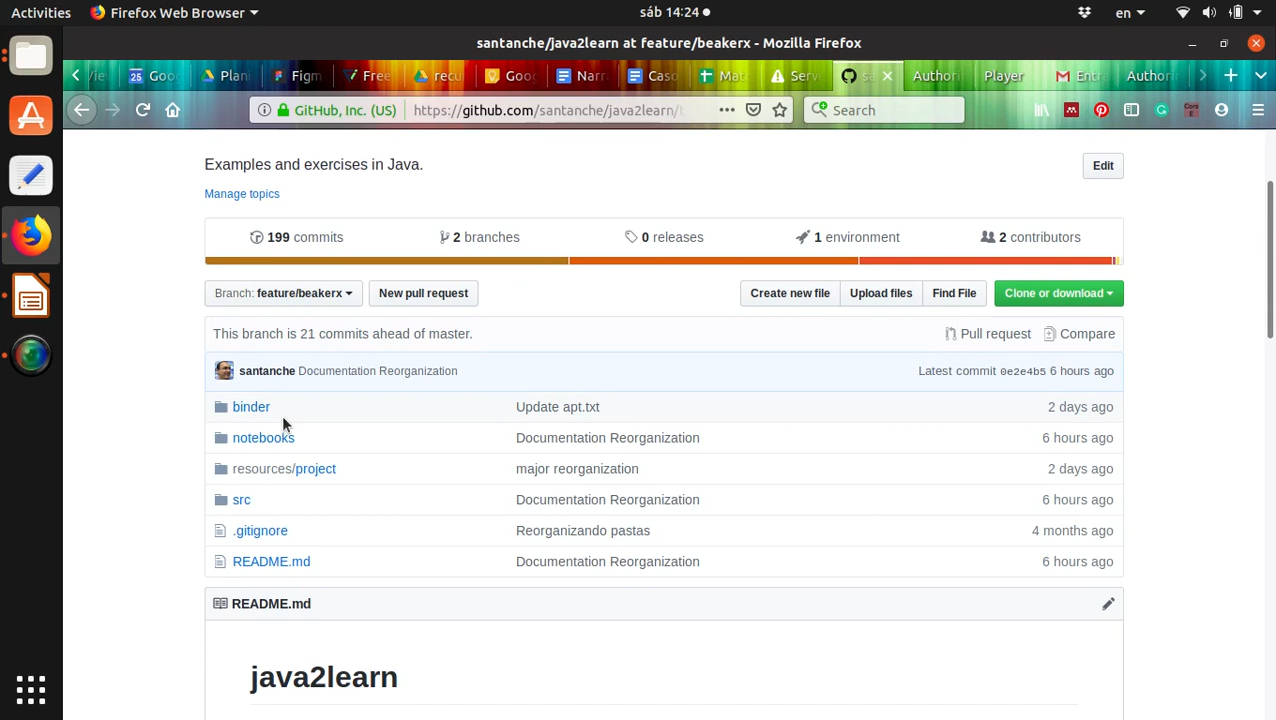 Activities Firefox Web Browser sáb 14:24 en
santanche/java2learn at feature/beakerx - Mozilla Firefox
Goo Plani Figm Free recu Goo Narra Caso Mat Serve sa Authori Player Entra Authori
GitHub, Inc. (US) https://github.com/santanche/java2learn/t Search
Examples and exercises in Java. Edit
Manage topics
199 commits 2 branches 0 releases 1 environment 2 contributors
Branch: feature/beakerx New pull request Create new file Upload files Find File Clone or download
This branch is 21 commits ahead of master. Pull request Compare
santanche Documentation Reorganization Latest commit 0e2e4b5 6 hours ago
binder Update apt.txt 2 days ago
notebooks Documentation Reorganization 6 hours ago
resources/project major reorganization 2 days ago
src Documentation Reorganization 6 hours ago
.gitignore Reorganizando pastas 4 months ago
README.md Documentation Reorganization 6 hours ago
README.md
java2learn